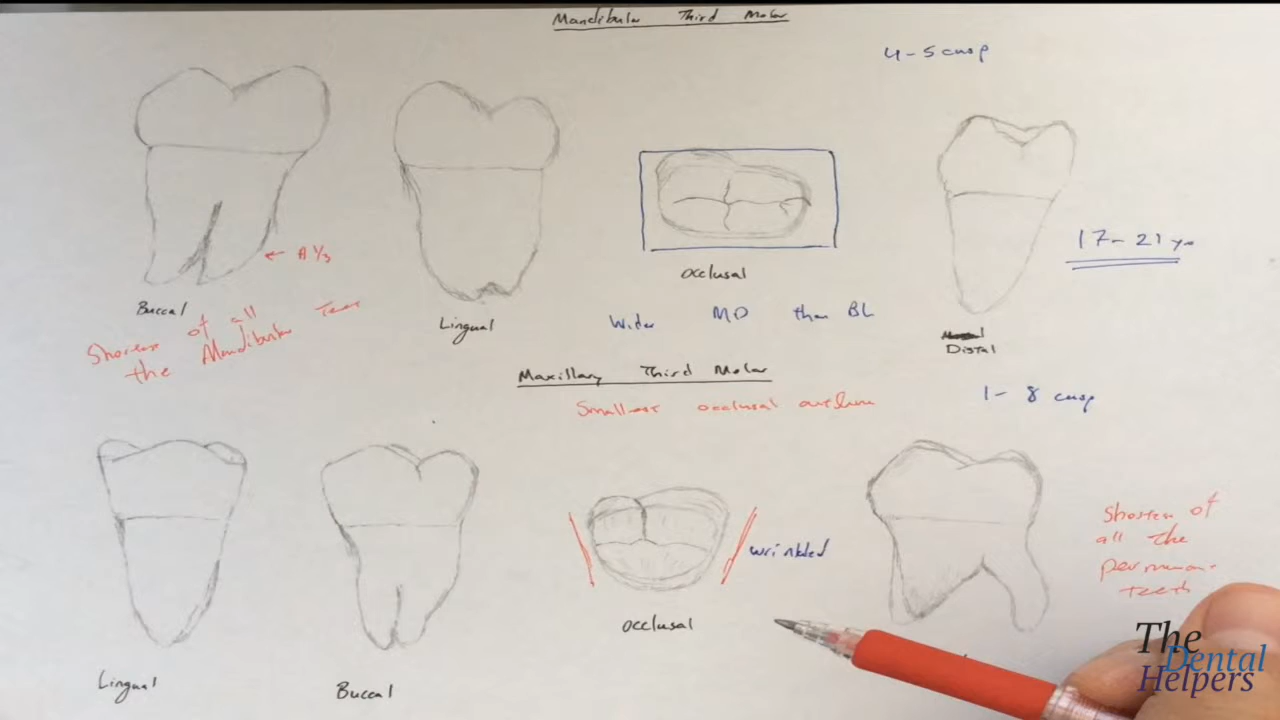 Mandibular Third Molar
4-5 cusp
← A 1/3
17-21 yo
Buccal
Lingual
Occlusal
Distal
Shortest of all
the Mandibular Teeth
Wider MD than BL
Maxillary Third Molar
Smallest occlusal outline
1-8 cusp
wrinkled
Shortest of
all the
teeth
Lingual
Buccal
Occlusal
The
Dental
Helpers